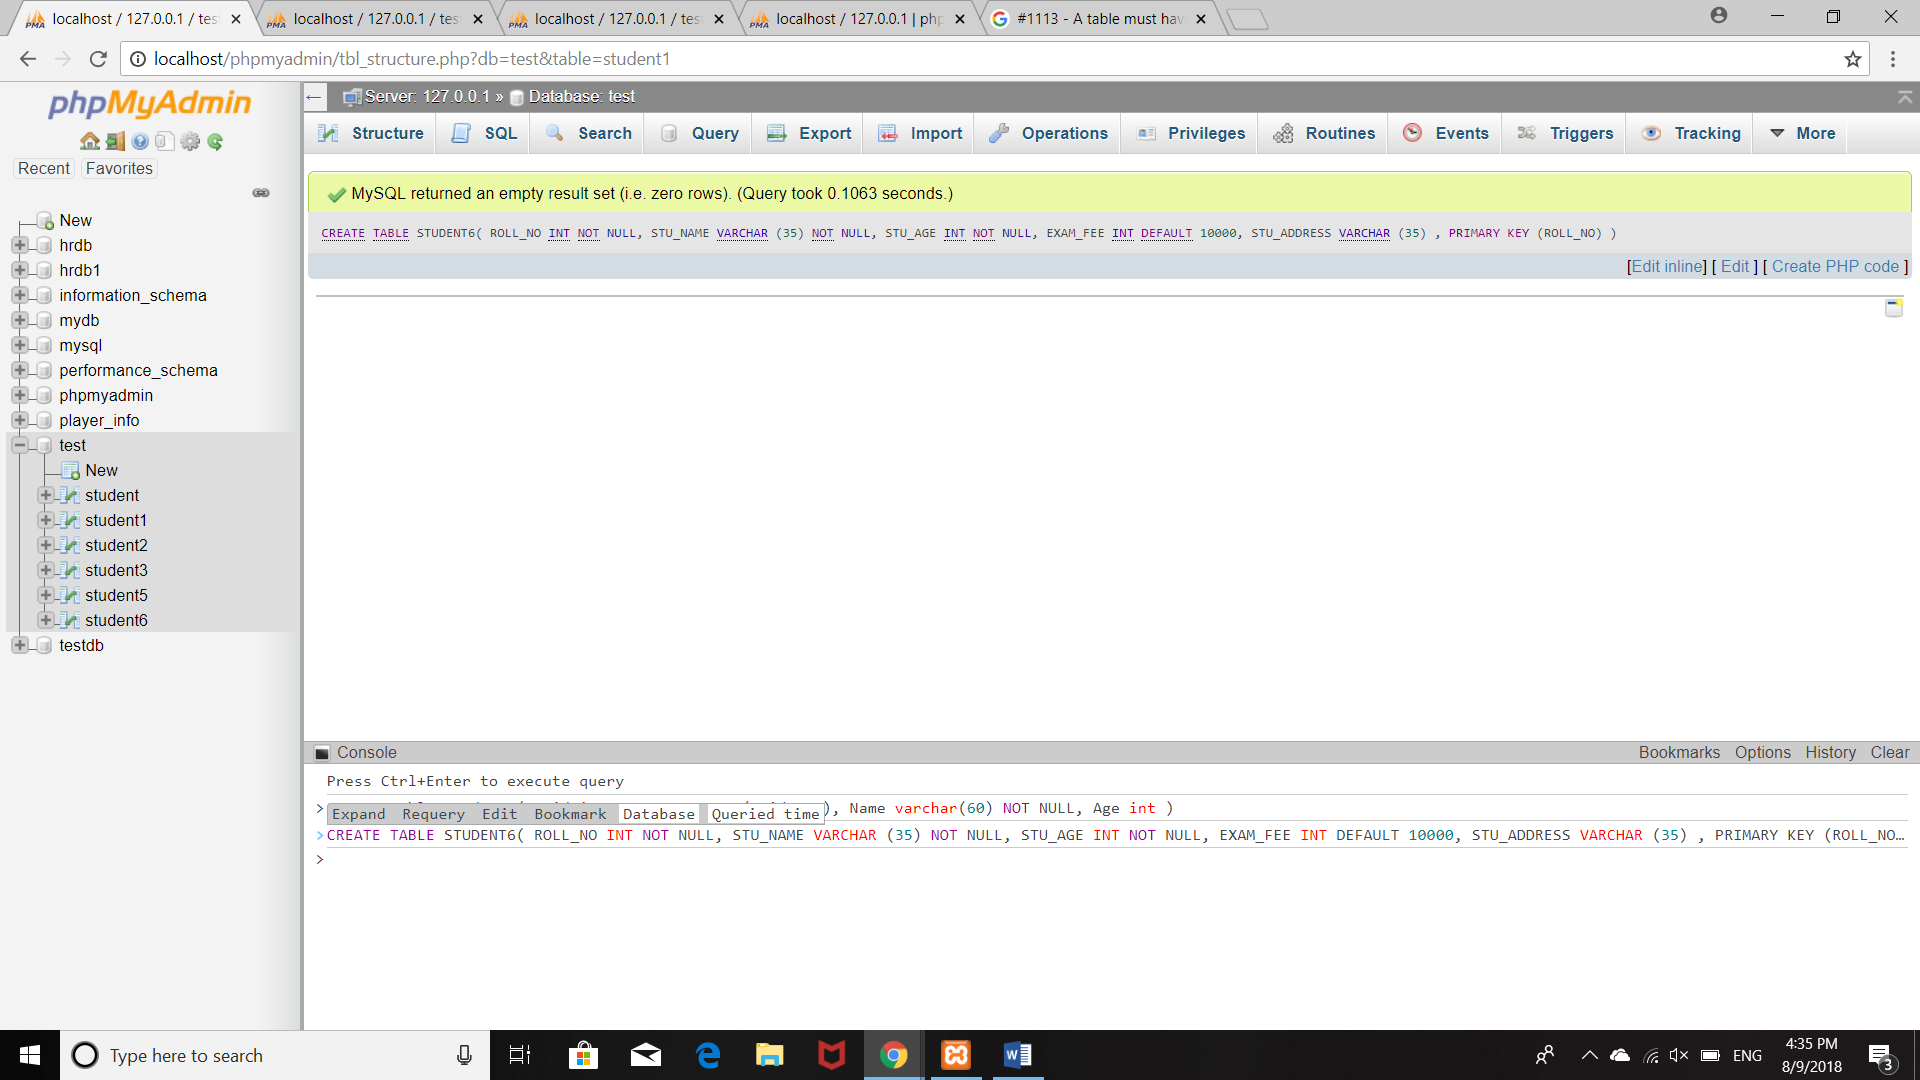 localhost / 127.0.0.1 / tes
localhost / 127.0.0.1 / tes
localhost / 127.0.0.1 / tes
localhost / 127.0.0.1 | php
#1113 - A table must hav
localhost/phpmyadmin/tbl_structure.php?db=test&table=student1
phpMyAdmin
Recent Favorites
New
hrdb
hrdb1
information_schema
mydb
mysql
performance_schema
phpmyadmin
player_info
test
New
student
student1
student2
student3
student5
student6
testdb
Server: 127.0.0.1 » Database: test
Structure SQL Search Query Export Import Operations Privileges Routines Events Triggers Tracking More
MySQL returned an empty result set (i.e. zero rows). (Query took 0.1063 seconds.)
CREATE TABLE STUDENT6( ROLL_NO INT NOT NULL, STU_NAME VARCHAR (35) NOT NULL, STU_AGE INT NOT NULL, EXAM_FEE INT DEFAULT 10000, STU_ADDRESS VARCHAR (35) , PRIMARY KEY (ROLL_NO) )
[Edit inline] [ Edit ] [ Create PHP code ]
Console Bookmarks Options History Clear
Press Ctrl+Enter to execute query
> ), Name varchar(60) NOT NULL, Age int )
Expand Requery Edit Bookmark Database Queried time
>CREATE TABLE STUDENT6( ROLL_NO INT NOT NULL, STU_NAME VARCHAR (35) NOT NULL, STU_AGE INT NOT NULL, EXAM_FEE INT DEFAULT 10000, STU_ADDRESS VARCHAR (35) , PRIMARY KEY (ROLL_NO…
>
Type here to search
ENG
4:35 PM
8/9/2018
3